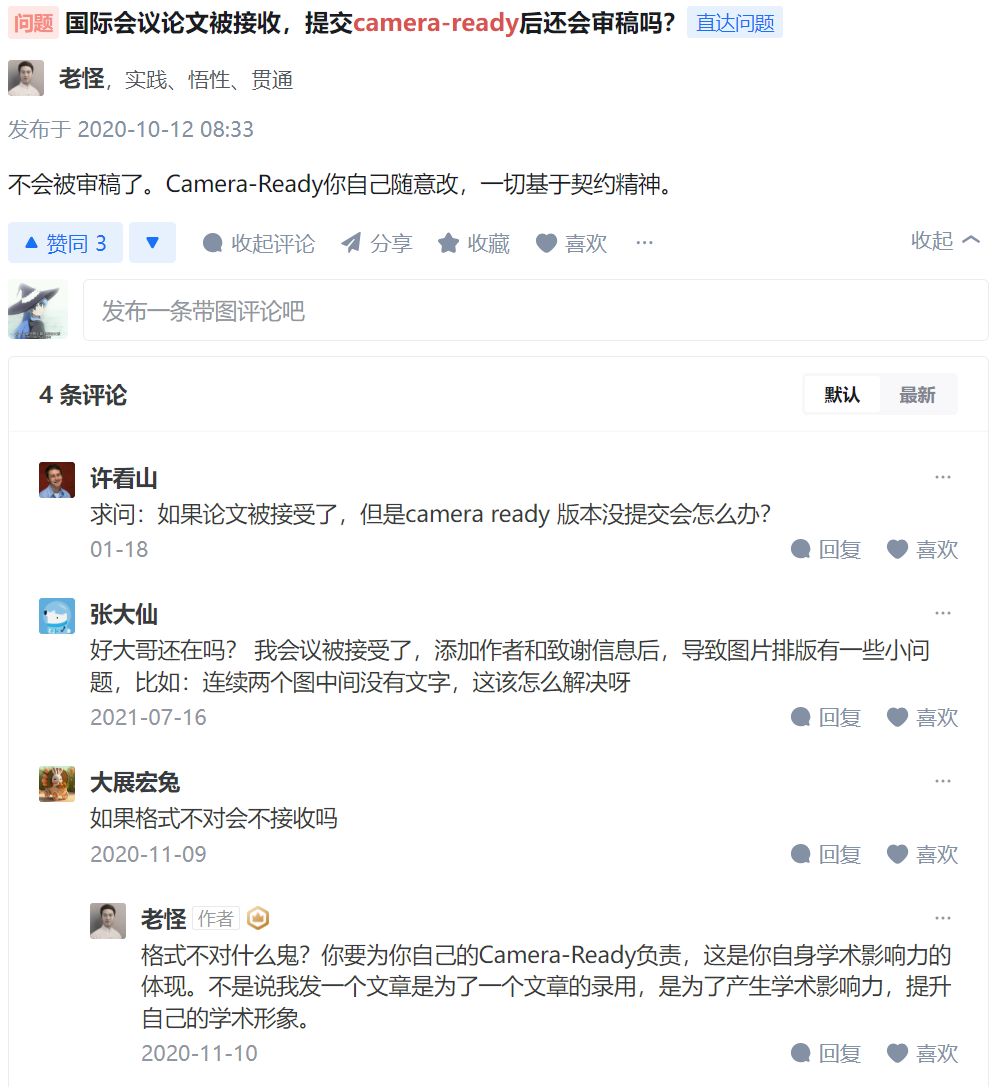 问题 国际会议论文被接收，提交camera-ready后还会审稿吗？ 直达问题
老怪，实践、悟性、贯通
发布于 2020-10-12 08:33
不会被审稿了。Camera-Ready你自己随意改，一切基于契约精神。
赞同 3 收起评论 分享 收藏 喜欢 ··· 收起
发布一条带图评论吧
4 条评论 默认 最新
许看山 ···
求问：如果论文被接受了，但是camera ready 版本没提交会怎么办？
01-18 回复 喜欢
张大仙 ···
好大哥还在吗？ 我会议被接受了，添加作者和致谢信息后，导致图片排版有一些小问
题，比如：连续两个图中间没有文字，这该怎么解决呀
2021-07-16 回复 喜欢
大展宏兔 ···
如果格式不对会不接收吗
2020-11-09 回复 喜欢
老怪 作者 ···
格式不对什么鬼？你要为你自己的Camera-Ready负责，这是你自身学术影响力的
体现。不是说我发一个文章是为了一个文章的录用，是为了产生学术影响力，提升
自己的学术形象。
2020-11-10 回复 喜欢